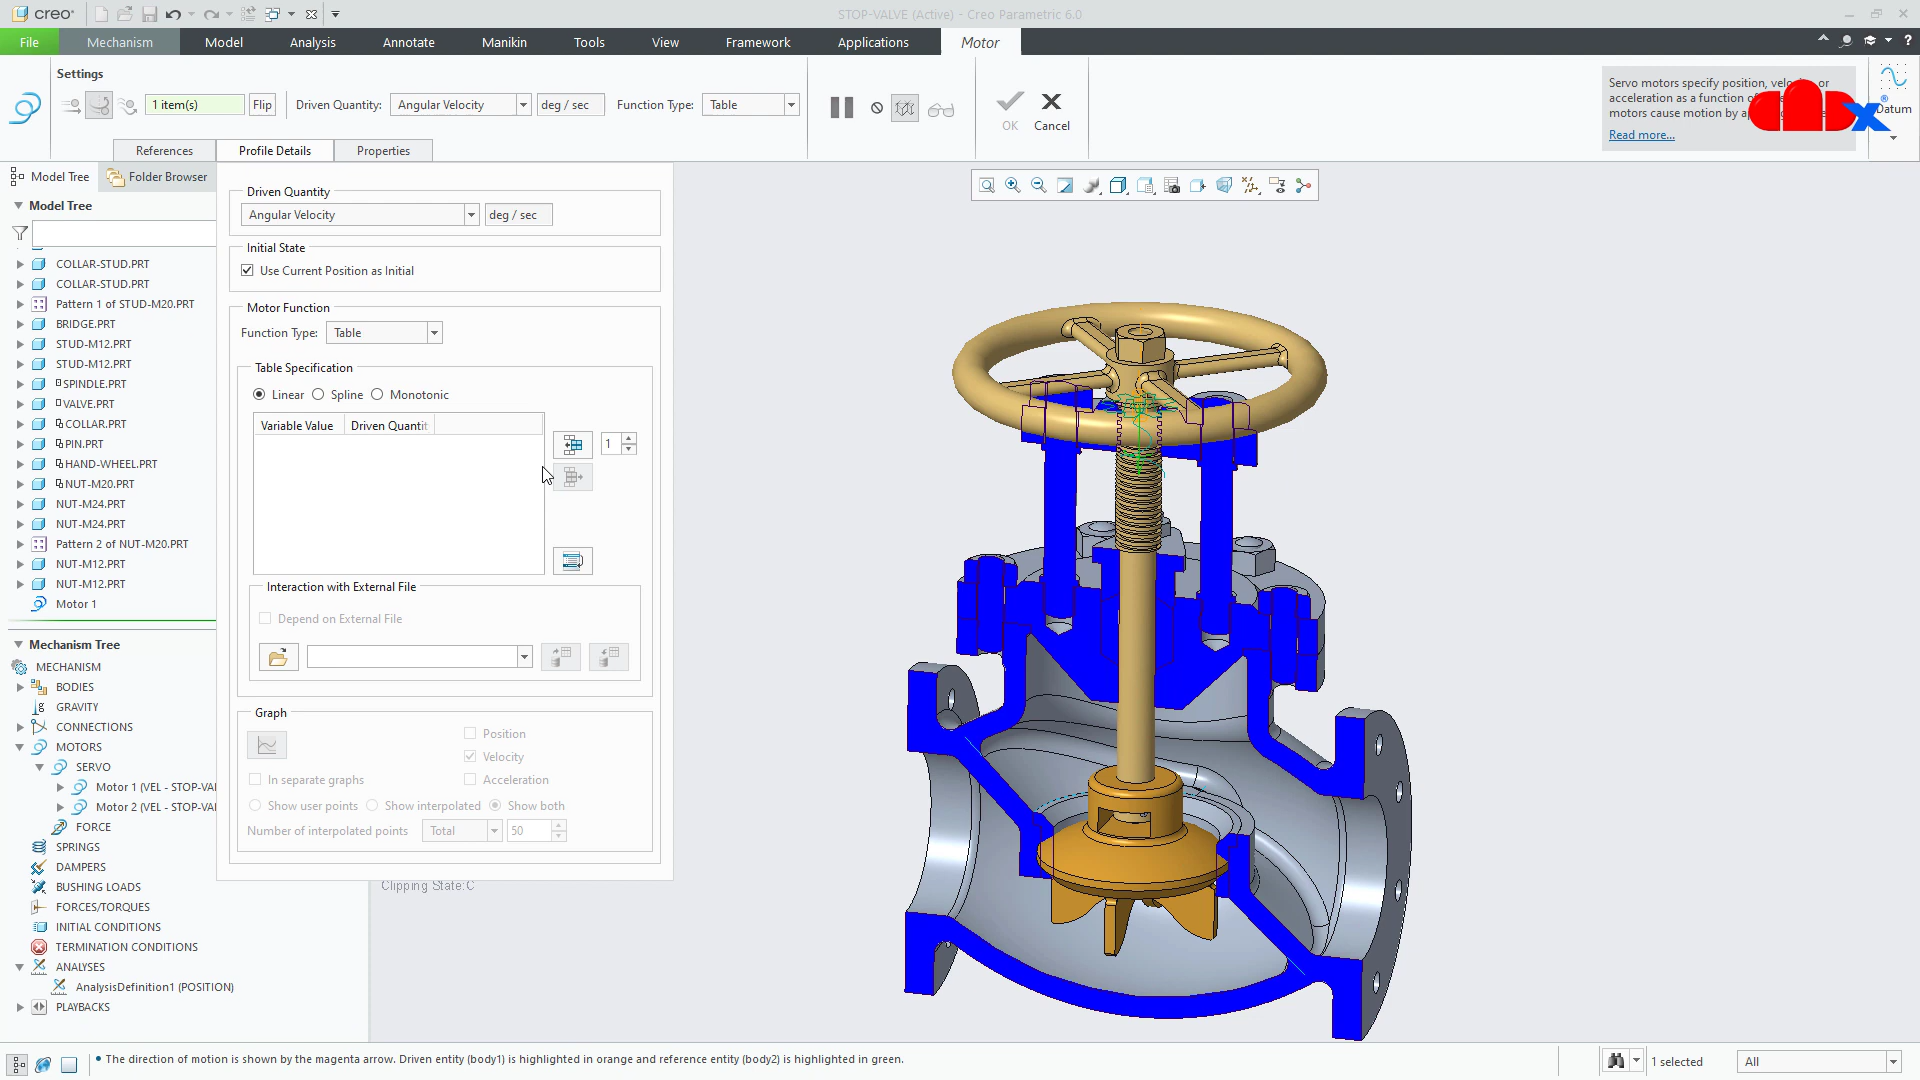 creo
STOP-VALVE (Active) - Creo Parametric 6.0
File Mechanism Model Analysis Annotate Manikin Tools View Framework Applications Motor
Settings
1 item(s) Flip Driven Quantity: Angular Velocity deg / sec Function Type: Table
OK Cancel
Servo motors specify position, velocity, or
acceleration as a function of
motors cause motion by ap
Read more...
Datum
References Profile Details Properties
Model Tree Folder Browser
Model Tree
COLLAR-STUD.PRT
COLLAR-STUD.PRT
Pattern 1 of STUD-M20.PRT
BRIDGE.PRT
STUD-M12.PRT
STUD-M12.PRT
SPINDLE.PRT
VALVE.PRT
COLLAR.PRT
PIN.PRT
HAND-WHEEL.PRT
NUT-M20.PRT
NUT-M24.PRT
NUT-M24.PRT
Pattern 2 of NUT-M20.PRT
NUT-M12.PRT
NUT-M12.PRT
Motor 1
Mechanism Tree
MECHANISM
BODIES
GRAVITY
CONNECTIONS
MOTORS
SERVO
Motor 1 (VEL - STOP-VAL
Motor 2 (VEL - STOP-VAL
FORCE
SPRINGS
DAMPERS
BUSHING LOADS
FORCES/TORQUES
INITIAL CONDITIONS
TERMINATION CONDITIONS
ANALYSES
AnalysisDefinition1 (POSITION)
PLAYBACKS
Driven Quantity
Angular Velocity deg / sec
Initial State
Use Current Position as Initial
Motor Function
Function Type: Table
Table Specification
Linear Spline Monotonic
Variable Value Driven Quantit
1
Interaction with External File
Depend on External File
Graph
Position
Velocity
In separate graphs Acceleration
Show user points Show interpolated Show both
Number of interpolated points Total 50
Clipping State:C
The direction of motion is shown by the magenta arrow. Driven entity (body1) is highlighted in orange and reference entity (body2) is highlighted in green.
1 selected All